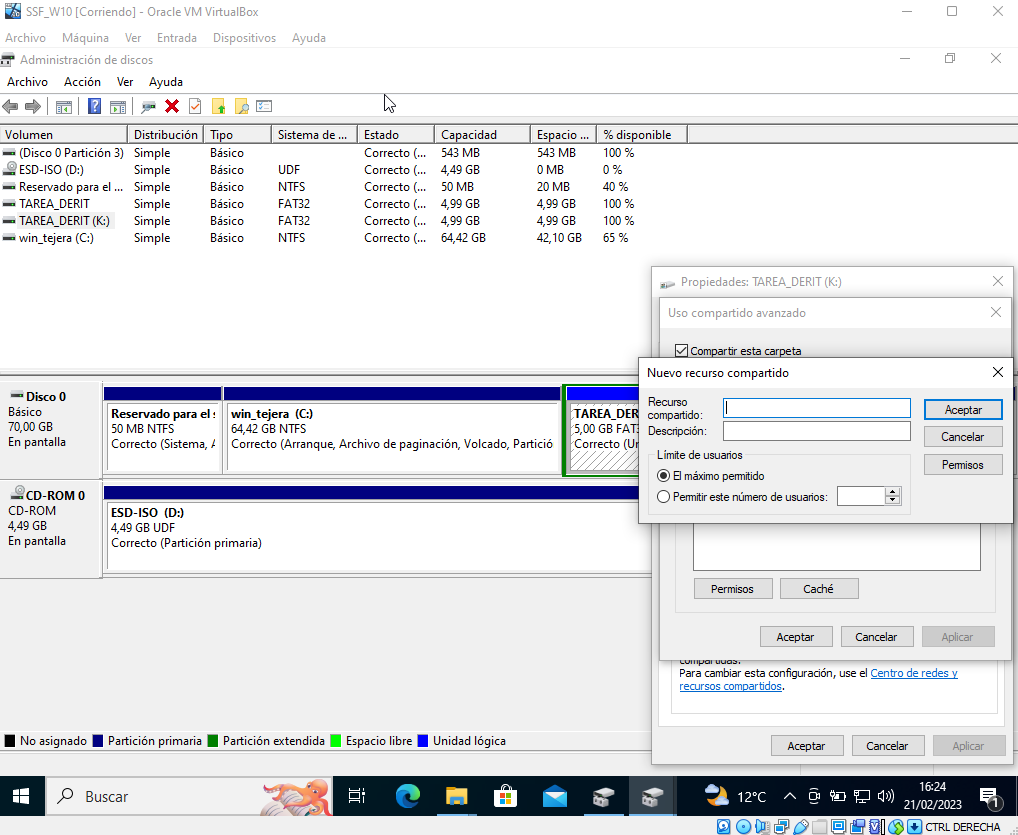 SSF_W10 [Corriendo] - Oracle VM VirtualBox
Archivo Máquina Ver Entrada Dispositivos Ayuda
Administración de discos
Archivo Acción Ver Ayuda
Volumen Distribución Tipo Sistema de ... Estado Capacidad Espacio ... % disponible
(Disco 0 Partición 3) Simple Básico Correcto (... 543 MB 543 MB 100 %
ESD-ISO (D:) Simple Básico UDF Correcto (... 4,49 GB 0 MB 0 %
Reservado para el ... Simple Básico NTFS Correcto (... 50 MB 20 MB 40 %
TAREA_DERIT Simple Básico FAT32 Correcto (... 4,99 GB 4,99 GB 100 %
TAREA_DERIT (K:) Simple Básico FAT32 Correcto (... 4,99 GB 4,99 GB 100 %
win_tejera (C:) Simple Básico NTFS Correcto (... 64,42 GB 42,10 GB 65 %
Propiedades: TAREA_DERIT (K:)
Uso compartido avanzado
Compartir esta carpeta
Nuevo recurso compartido
Recurso
compartido:
Aceptar
Descripción:
Cancelar
Límite de usuarios
Permisos
El máximo permitido
Permitir este número de usuarios:
Disco 0
Básico
70,00 GB
En pantalla
Reservado para el s
50 MB NTFS
Correcto (Sistema, A
win_tejera (C:)
64,42 GB NTFS
Correcto (Arranque, Archivo de paginación, Volcado, Partició
TAREA_DER
5,00 GB FAT3
Correcto (Un
CD-ROM 0
CD-ROM
4,49 GB
En pantalla
ESD-ISO (D:)
4,49 GB UDF
Correcto (Partición primaria)
Permisos Caché
Aceptar Cancelar Aplicar
compartidas.
Para cambiar esta configuración, use el Centro de redes y
recursos compartidos.
Aceptar Cancelar Aplicar
No asignado Partición primaria Partición extendida Espacio libre Unidad lógica
Buscar
12°C
16:24
21/02/2023
1
CTRL DERECHA